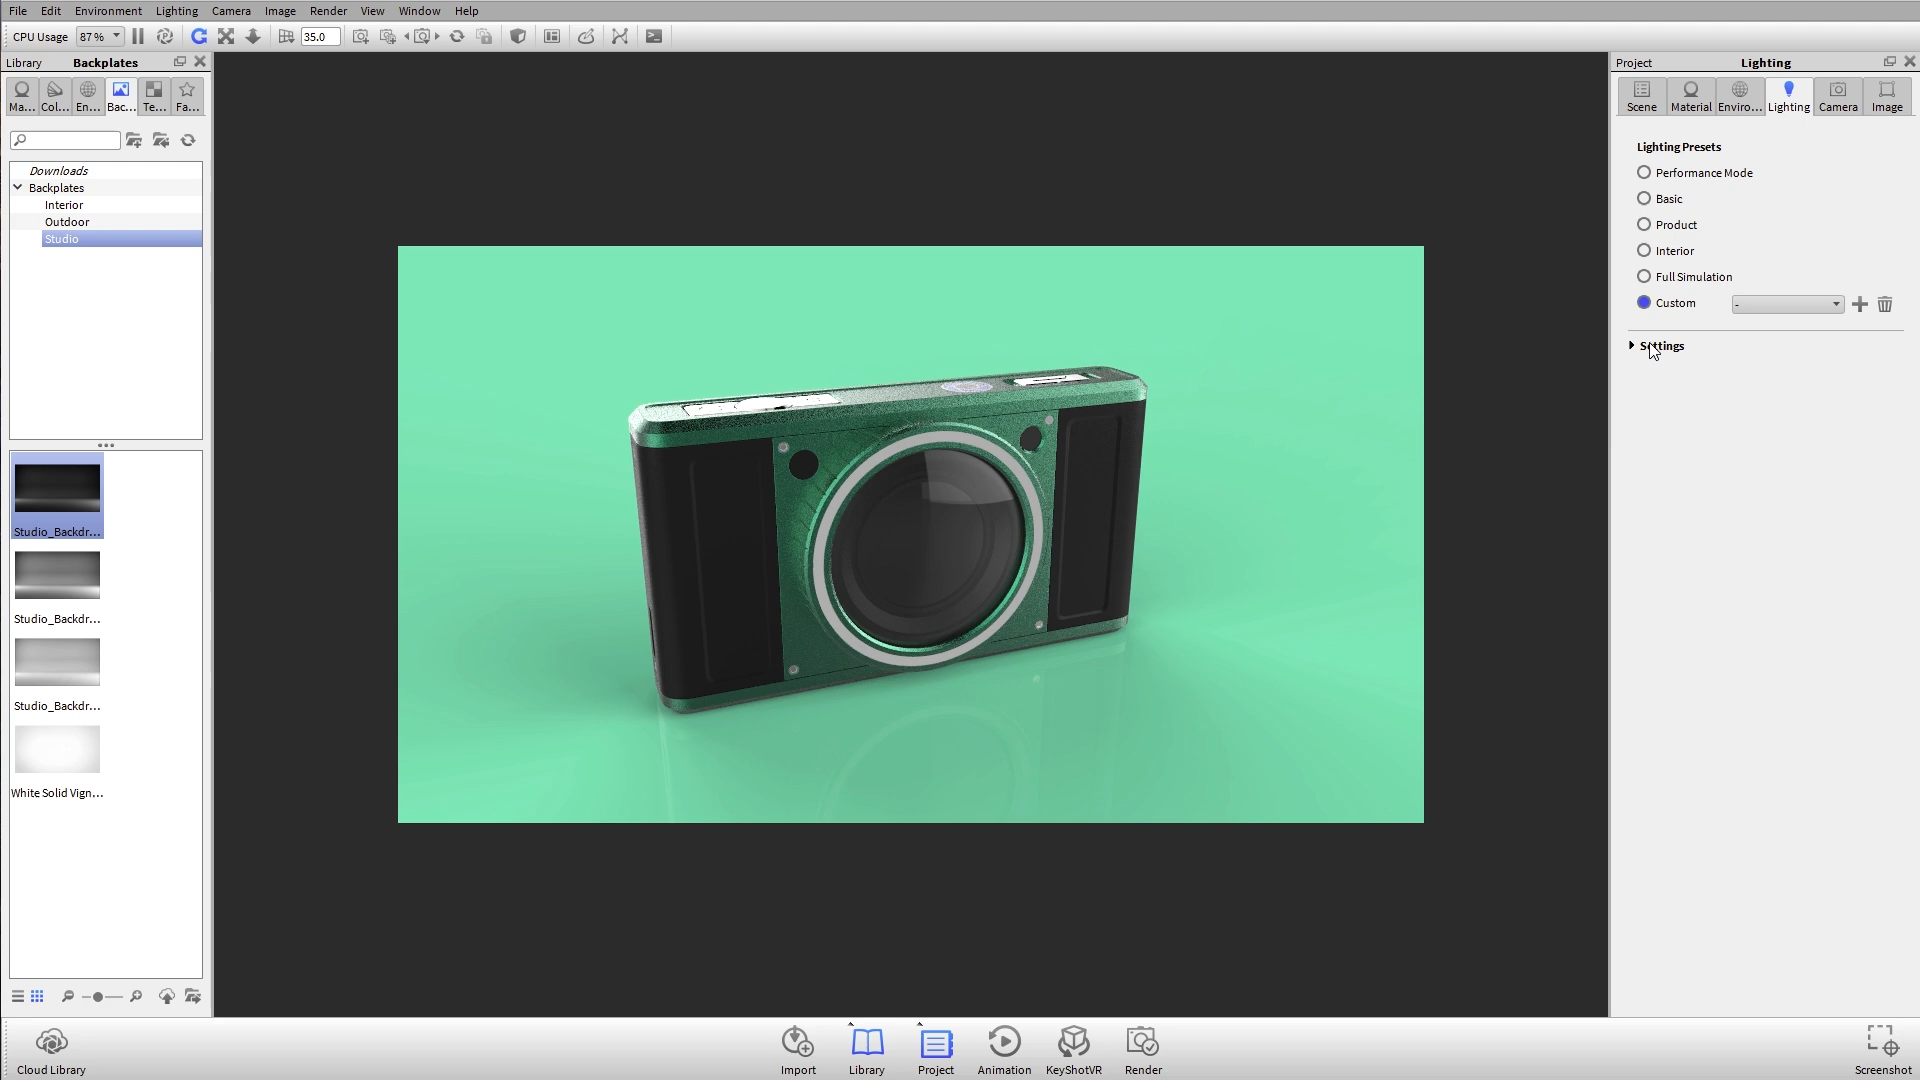 File Edit Environment Lighting Camera Image Render View Window Help
CPU Usage 87 % 35.0
Library Backplates
Ma... Col... En... Bac... Te... Fa...
Downloads
Backplates
Interior
Outdoor
Studio
Studio_Backdr...
Studio_Backdr...
Studio_Backdr...
White Solid Vign...
Project Lighting
Scene Material Enviro... Lighting Camera Image
Lighting Presets
Performance Mode
Basic
Product
Interior
Full Simulation
Custom -
Settings
Cloud Library Import Library Project Animation KeyShotVR Render Screenshot